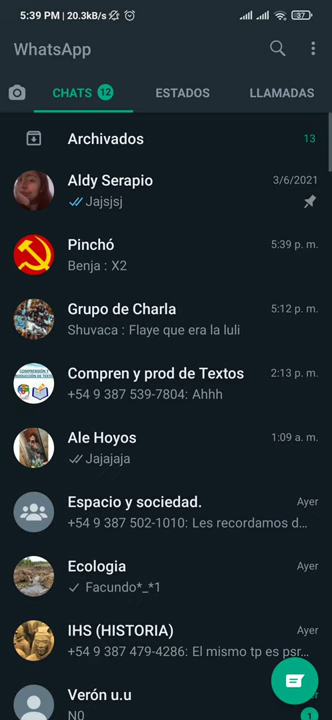 5:39 PM | 20.3kB/s 37
WhatsApp
CHATS 12 ESTADOS LLAMADAS
Archivados 13
Aldy Serapio 3/6/2021
Jajsjsj
Pinchó 5:39 p. m.
Benja : X2
Grupo de Charla 5:12 p. m.
Shuvaca : Flaye que era la luli
Compren y prod de Textos 2:13 p. m.
+54 9 387 539-7804: Ahhh
Ale Hoyos 1:09 a. m.
Jajajaja
Espacio y sociedad. Ayer
+54 9 387 502-1010: Les recordamos d...
Ecologia Ayer
Facundo*_*1
IHS (HISTORIA) Ayer
+54 9 387 479-4286: El mismo tp es psr...
Verón u.u
N0 1